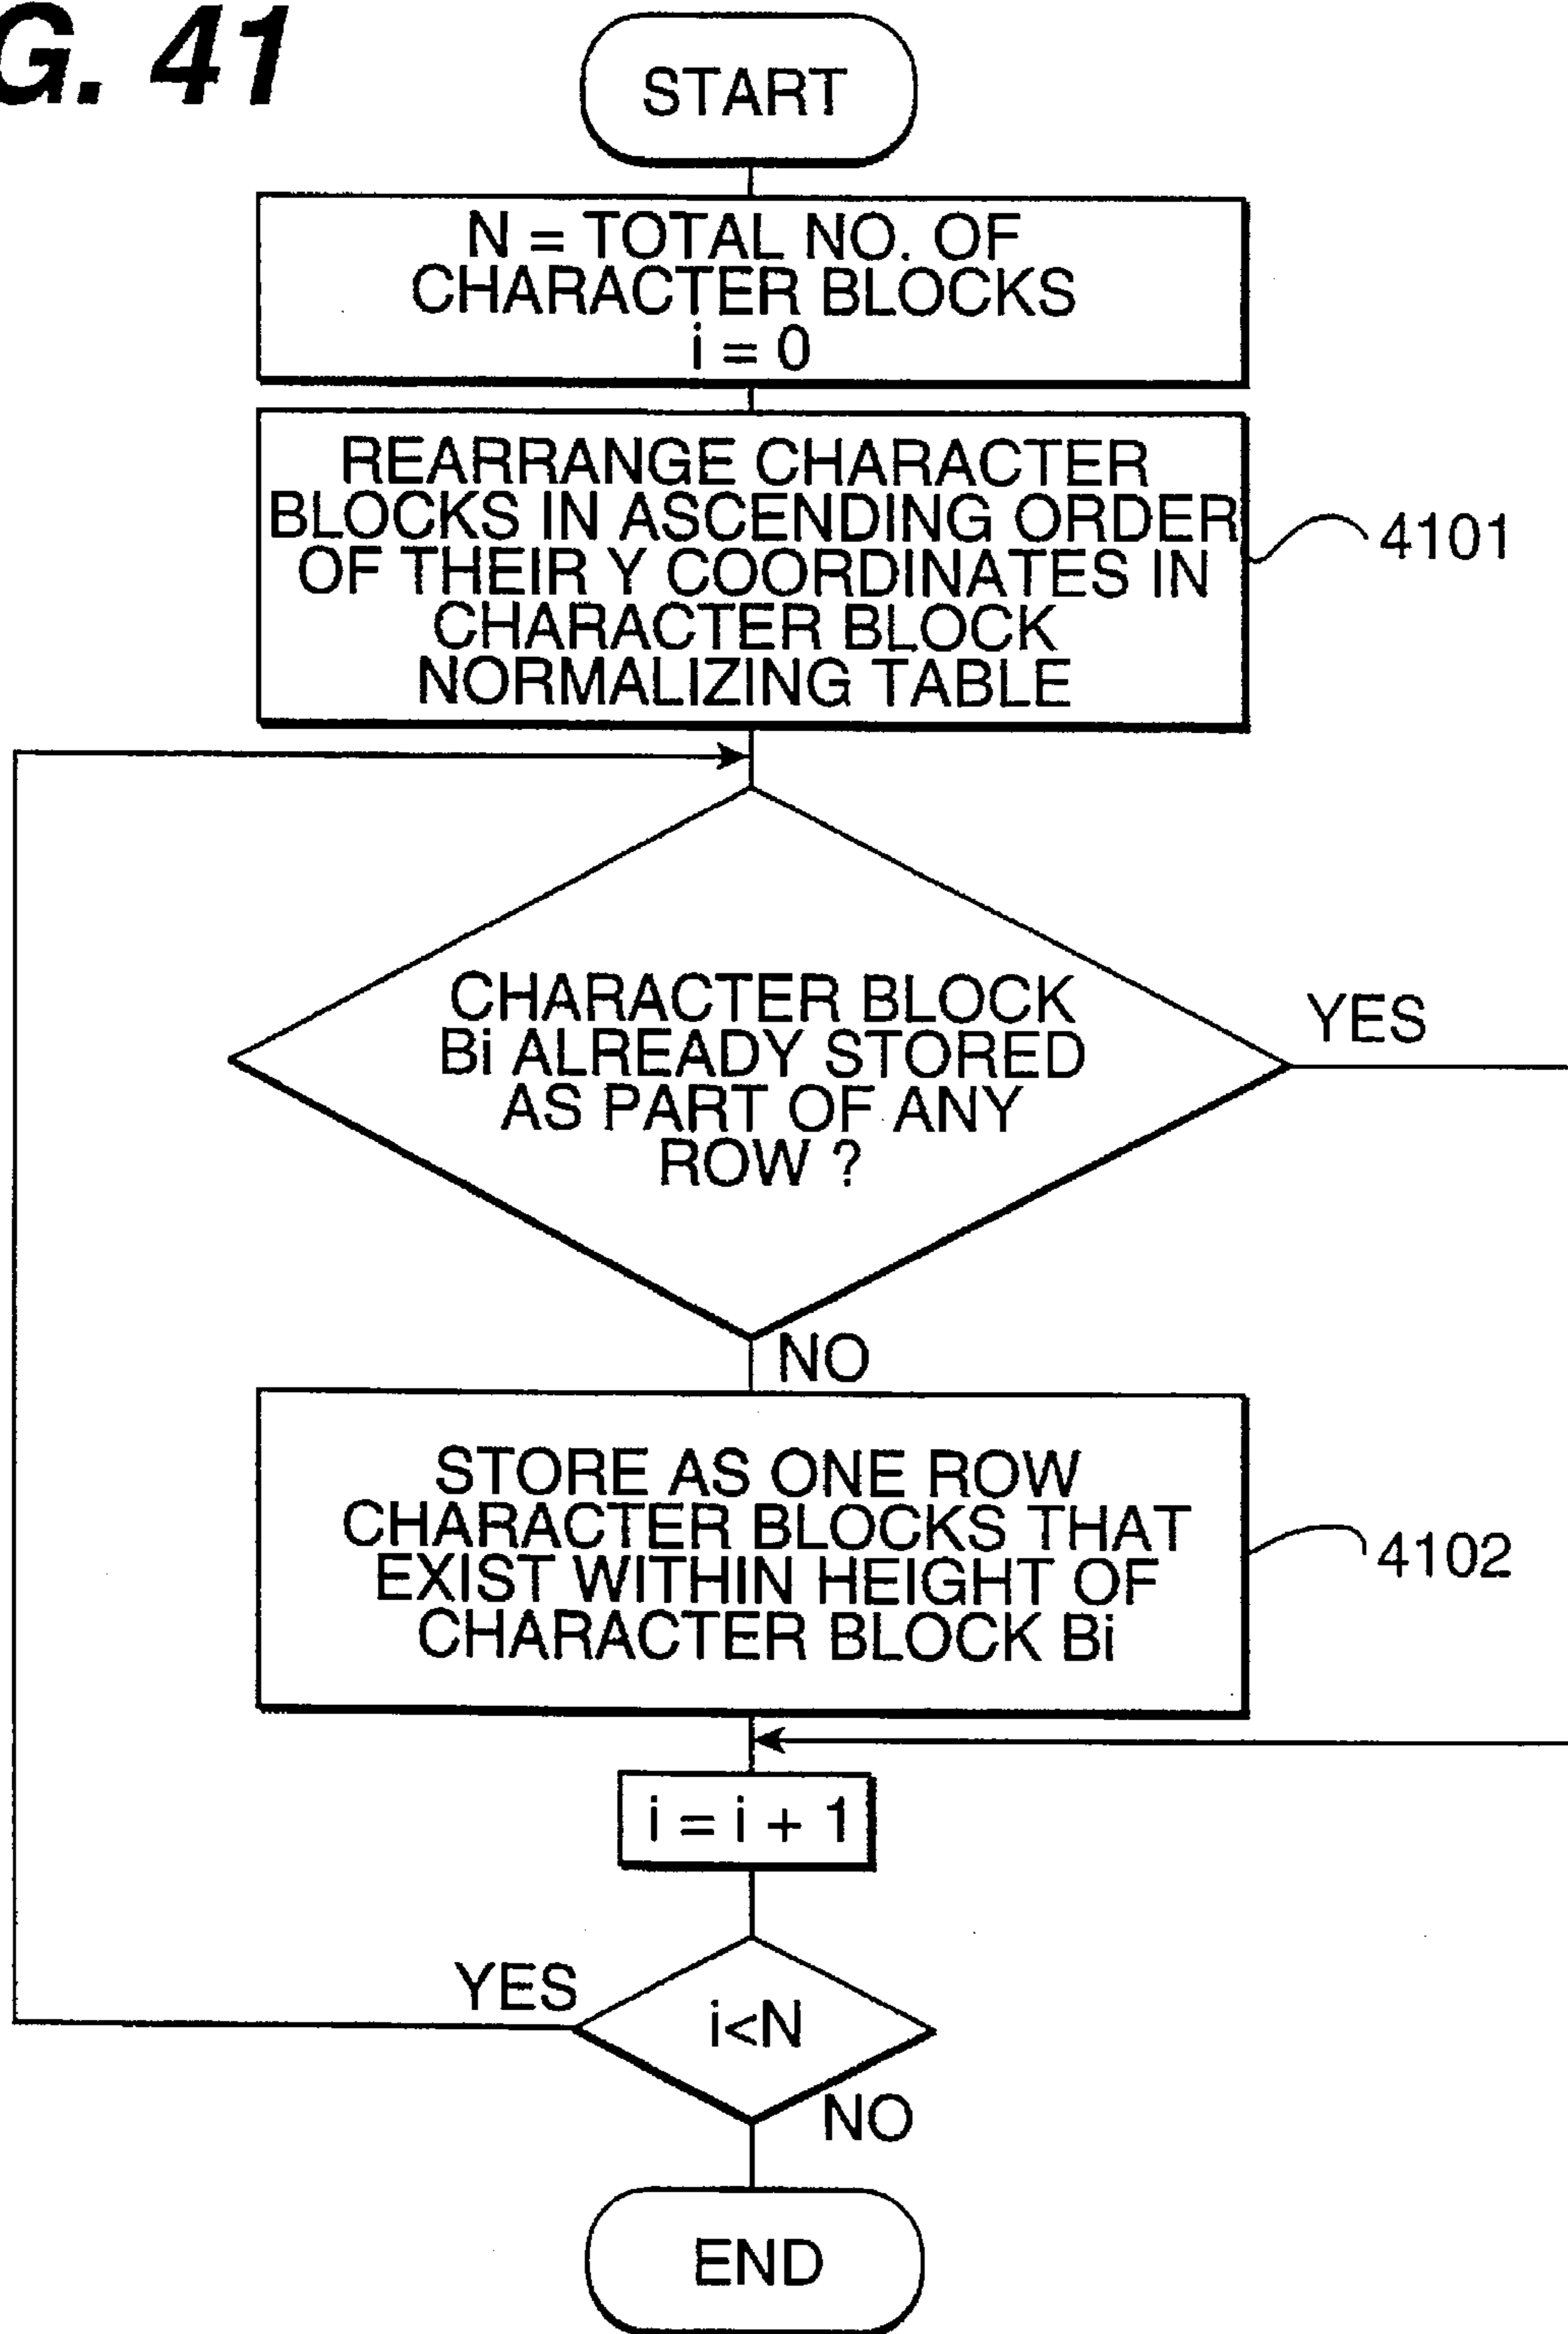 G. 41
START
N = TOTAL NO. OF
CHARACTER BLOCKS
i = 0
REARRANGE CHARACTER
BLOCKS IN ASCENDING ORDER
OF THEIR Y COORDINATES IN
CHARACTER BLOCK
NORMALIZING TABLE
4101
CHARACTER BLOCK
Bi ALREADY STORED
AS PART OF ANY
ROW ?
YES
NO
STORE AS ONE ROW
CHARACTER BLOCKS THAT
EXIST WITHIN HEIGHT OF
CHARACTER BLOCK Bi
4102
i = i + 1
YES
i<N
NO
END